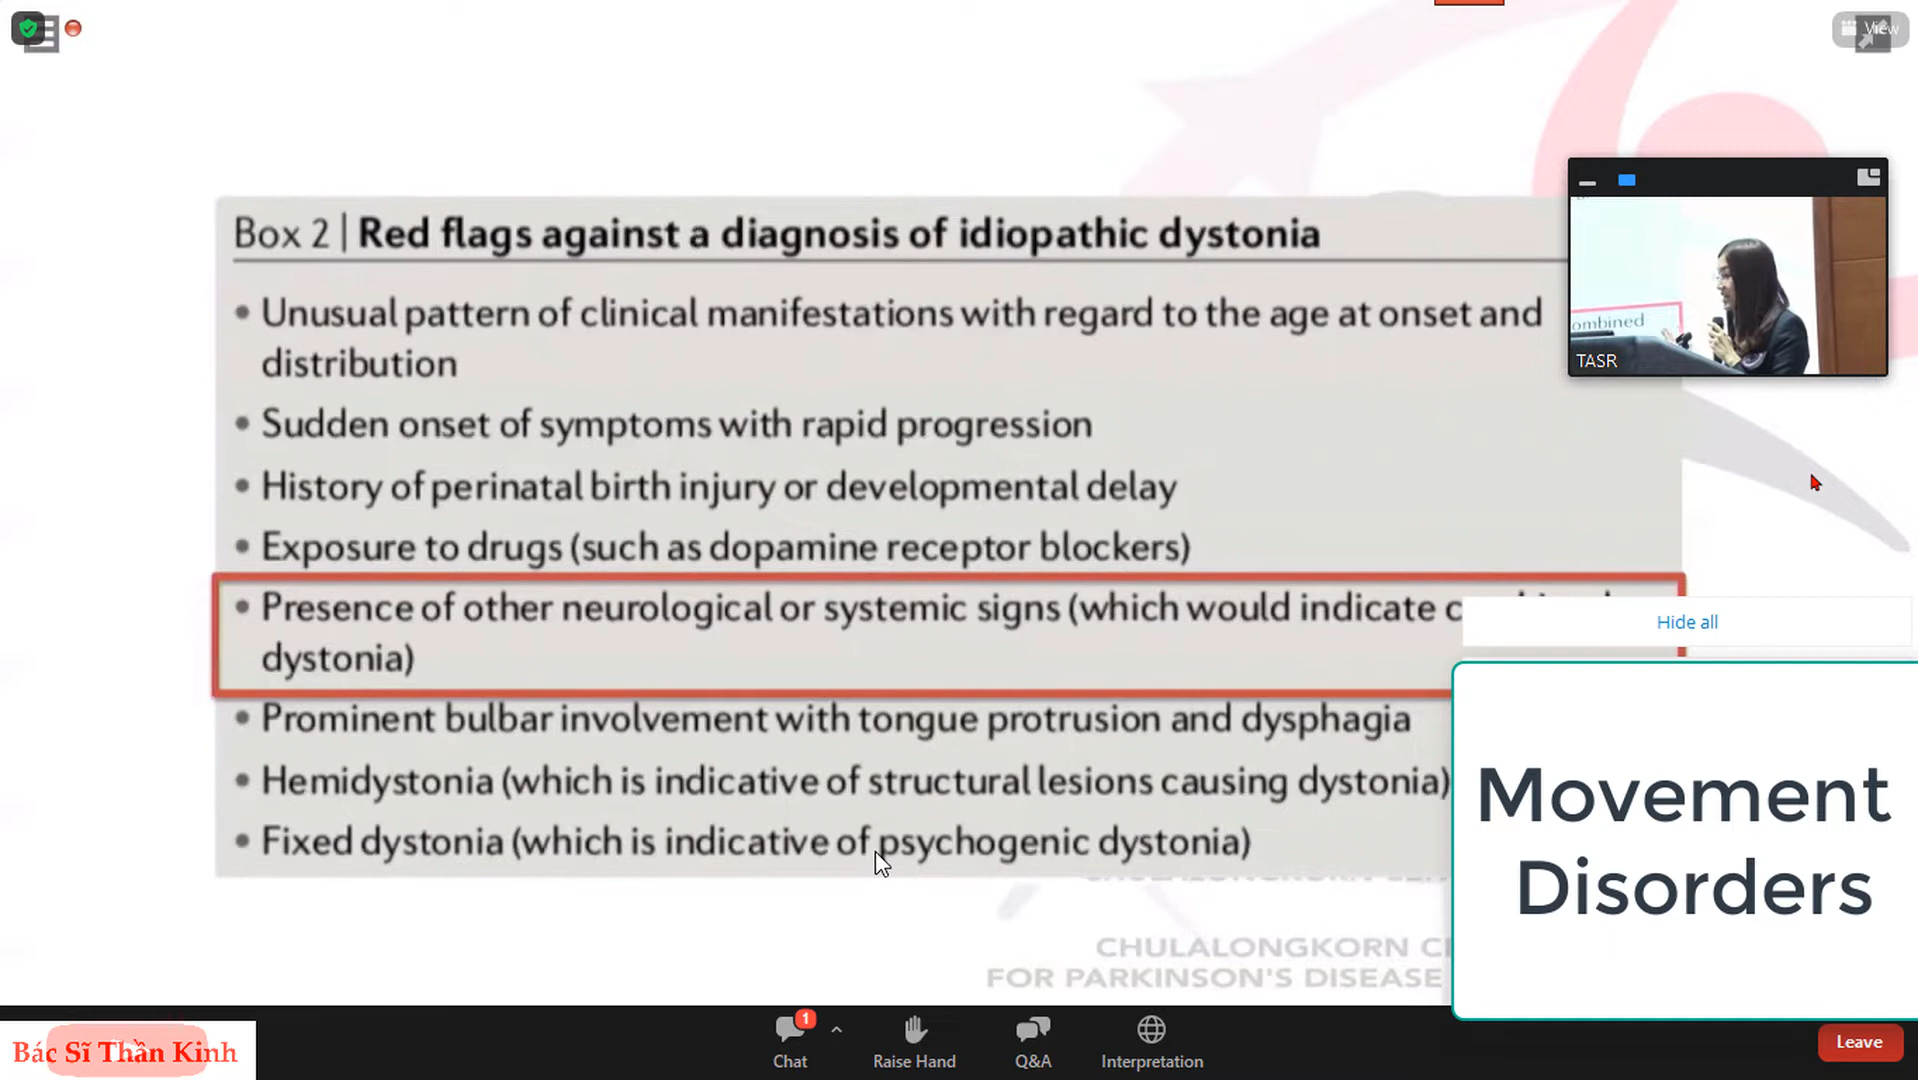 View
Box 2 | Red flags against a diagnosis of idiopathic dystonia
• Unusual pattern of clinical manifestations with regard to the age at onset and
distribution
• Sudden onset of symptoms with rapid progression
• History of perinatal birth injury or developmental delay
• Exposure to drugs (such as dopamine receptor blockers)
• Presence of other neurological or systemic signs (which would indicate
dystonia)
• Prominent bulbar involvement with tongue protrusion and dysphagia
• Hemidystonia (which is indicative of structural lesions causing dystonia)
• Fixed dystonia (which is indicative of psychogenic dystonia)
ombined
TASR
Hide all
Movement
Disorders
CHULALONGKORN
FOR PARKINSON'S DISEASE
Bác Sĩ Thần Kinh
1
Chat
Raise Hand
Q&A
Interpretation
Leave